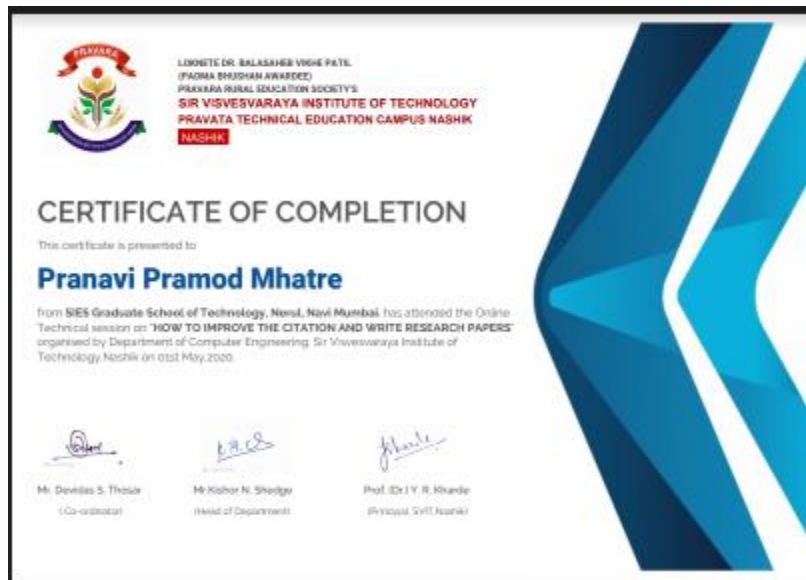 PRAVARA
LOKNETE DR. BALASAHEB VIKHE PATIL
(PADMA BHUSHAN AWARDEE)
PRAVARA RURAL EDUCATION SOCIETY'S
SIR VISVESVARAYA INSTITUTE OF TECHNOLOGY
PRAVATA TECHNICAL EDUCATION CAMPUS NASHIK
NASHIK
CERTIFICATE OF COMPLETION
This certificate is presented to
Pranavi Pramod Mhatre
from SIES Graduate School of Technology, Nerul, Navi Mumbai has attended the Online
Technical session on "HOW TO IMPROVE THE CITATION AND WRITE RESEARCH PAPERS"
organised by Department of Computer Engineering, Sir Visvesvaraya Institute of
Technology, Nashik on 01st May, 2020.
Mr. Devidas S. Thosar
(Co-ordinator)
Mr. Kishor N. Shedge
(Head of Department)
Prof. (Dr.) Y. R. Kharde
(Principal SVIT, Nashik)